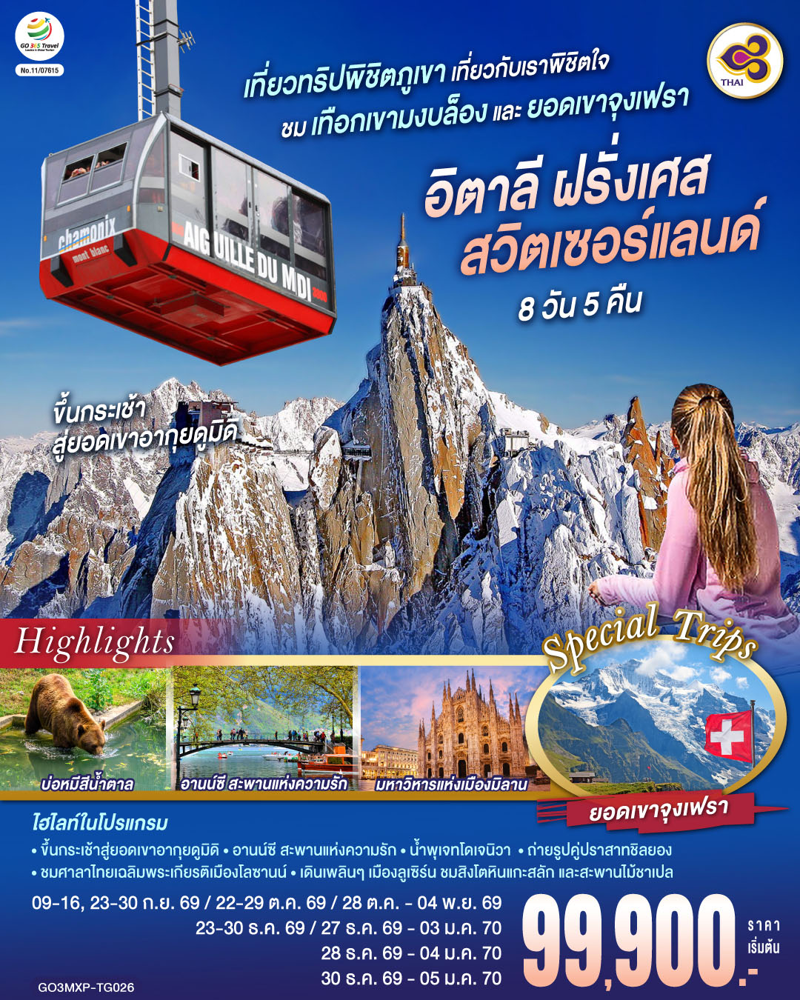 GO 365 Travel
Leaders in Global Tourism
No.11/07615
THAI
เที่ยวทริปพิชิตภูเขา เที่ยวกับเราพิชิตใจ
ชม เทือกเขามงบล็อง และ ยอดเขาจุงเฟรา
อิตาลี ฝรั่งเศส
สวิตเซอร์แลนด์
8 วัน 5 คืน
chamonix
mont blanc
AIGUILLE DU MIDI
3800
ขึ้นกระเช้า
สู่ยอดเขาอากุยดูมิดิ
Highlights
Special Trips
บ่อหมีสีน้ำตาล
อานน์ซี สะพานแห่งความรัก
มหาวิหารแห่งเมืองมิลาน
ยอดเขาจุงเฟรา
ไฮไลท์ในโปรแกรม
• ขึ้นกระเช้าสู่ยอดเขาอากุยดูมิดิ • อานน์ซี สะพานแห่งความรัก • น้ำพุเจทโดเจนิวา • ถ่ายรูปคู่ปราสาทชิลยอง
• ชมศาลาไทยเฉลิมพระเกียรติเมืองโลซานน์ • เดินเพลินๆ เมืองลูเซิร์น ชมสิงโตหินแกะสลัก และสะพานไม้ชาเปล
09-16, 23-30 ก.ย. 69 / 22-29 ต.ค. 69 / 28 ต.ค. - 04 พ.ย. 69
23-30 ธ.ค. 69 / 27 ธ.ค. 69 - 03 ม.ค. 70
28 ธ.ค. 69 - 04 ม.ค. 70
30 ธ.ค. 69 - 05 ม.ค. 70
99,900.-
ราคา
เริ่มต้น
GO3MXP-TG026